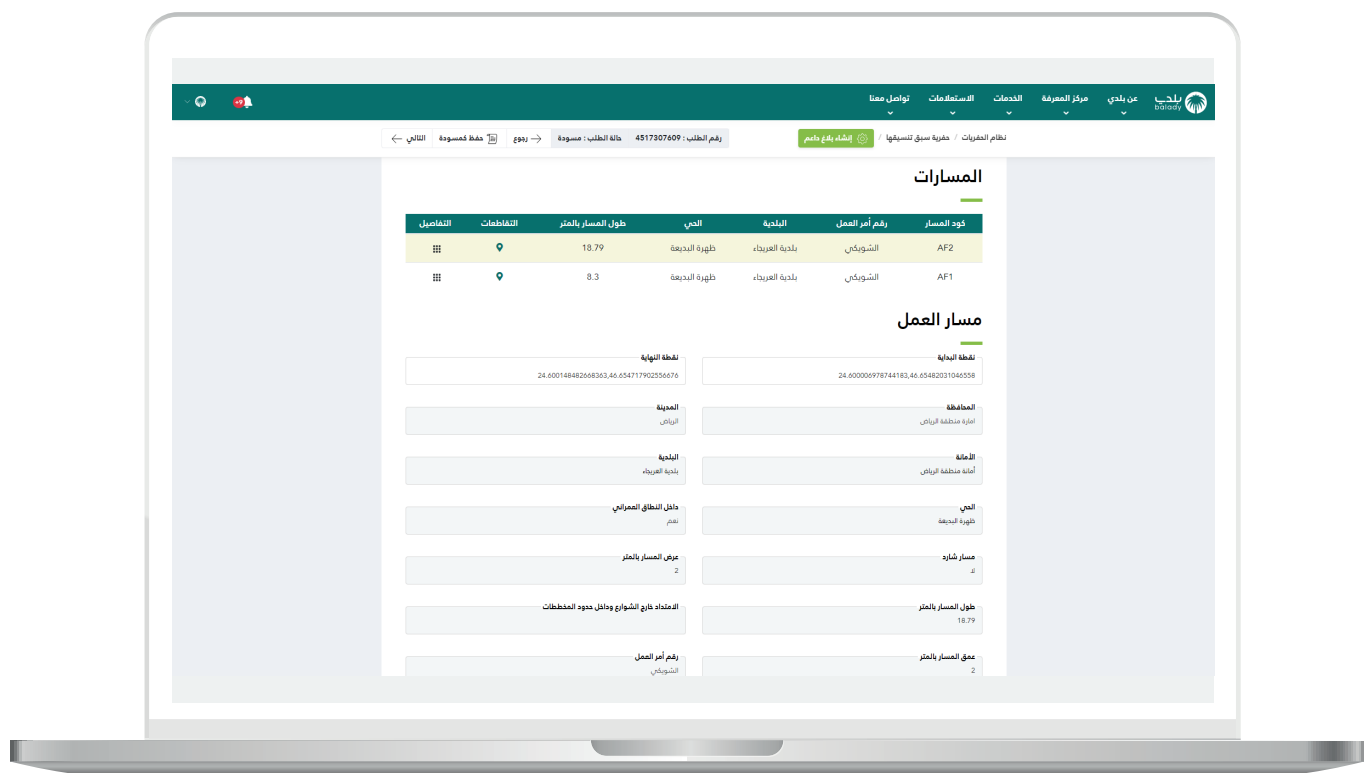 بلدي
balady
عن بلدي
مركز المعرفة
الخدمات
الاستعلامات
تواصل معنا
+9
نظام الحفريات / حفرية سبق تنسيقها / إنشاء بلاغ داعم
رقم الطلب : 4517307609 حالة الطلب : مسودة
رجوع
حفظ كمسودة
التالي
المسارات
كود المسار رقم أمر العمل البلدية الحي طول المسار بالمتر التقاطعات التفاصيل
AF2 الشويكي بلدية العريجاء ظهرة البديعة 18.79
AF1 الشويكي بلدية العريجاء ظهرة البديعة 8.3
مسار العمل
نقطة البداية
24.600006978744183,46.65482031046558
نقطة النهاية
24.600148482668363,46.654717902556676
المحافظة
امارة منطقة الرياض
المدينة
الرياض
الأمانة
أمانة منطقة الرياض
البلدية
بلدية العريجاء
الحي
ظهرة البديعة
داخل النطاق العمراني
نعم
مسار شارد
لا
عرض المسار بالمتر
2
طول المسار بالمتر
18.79
الامتداد خارج الشوارع وداخل حدود المخططات
عمق المسار بالمتر
2
رقم أمر العمل
الشويكي